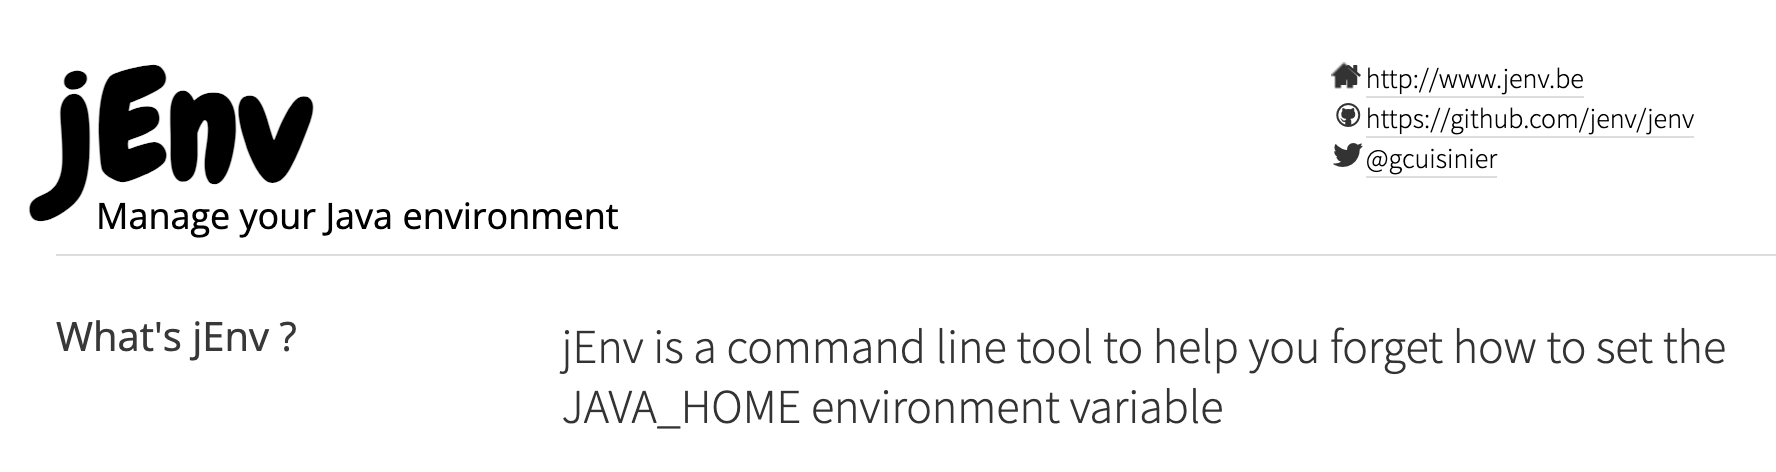 jEnv
Manage your Java environment
http://www.jenv.be
https://github.com/jenv/jenv
@gcuisinier
What's jEnv ?
jEnv is a command line tool to help you forget how to set the
JAVA_HOME environment variable